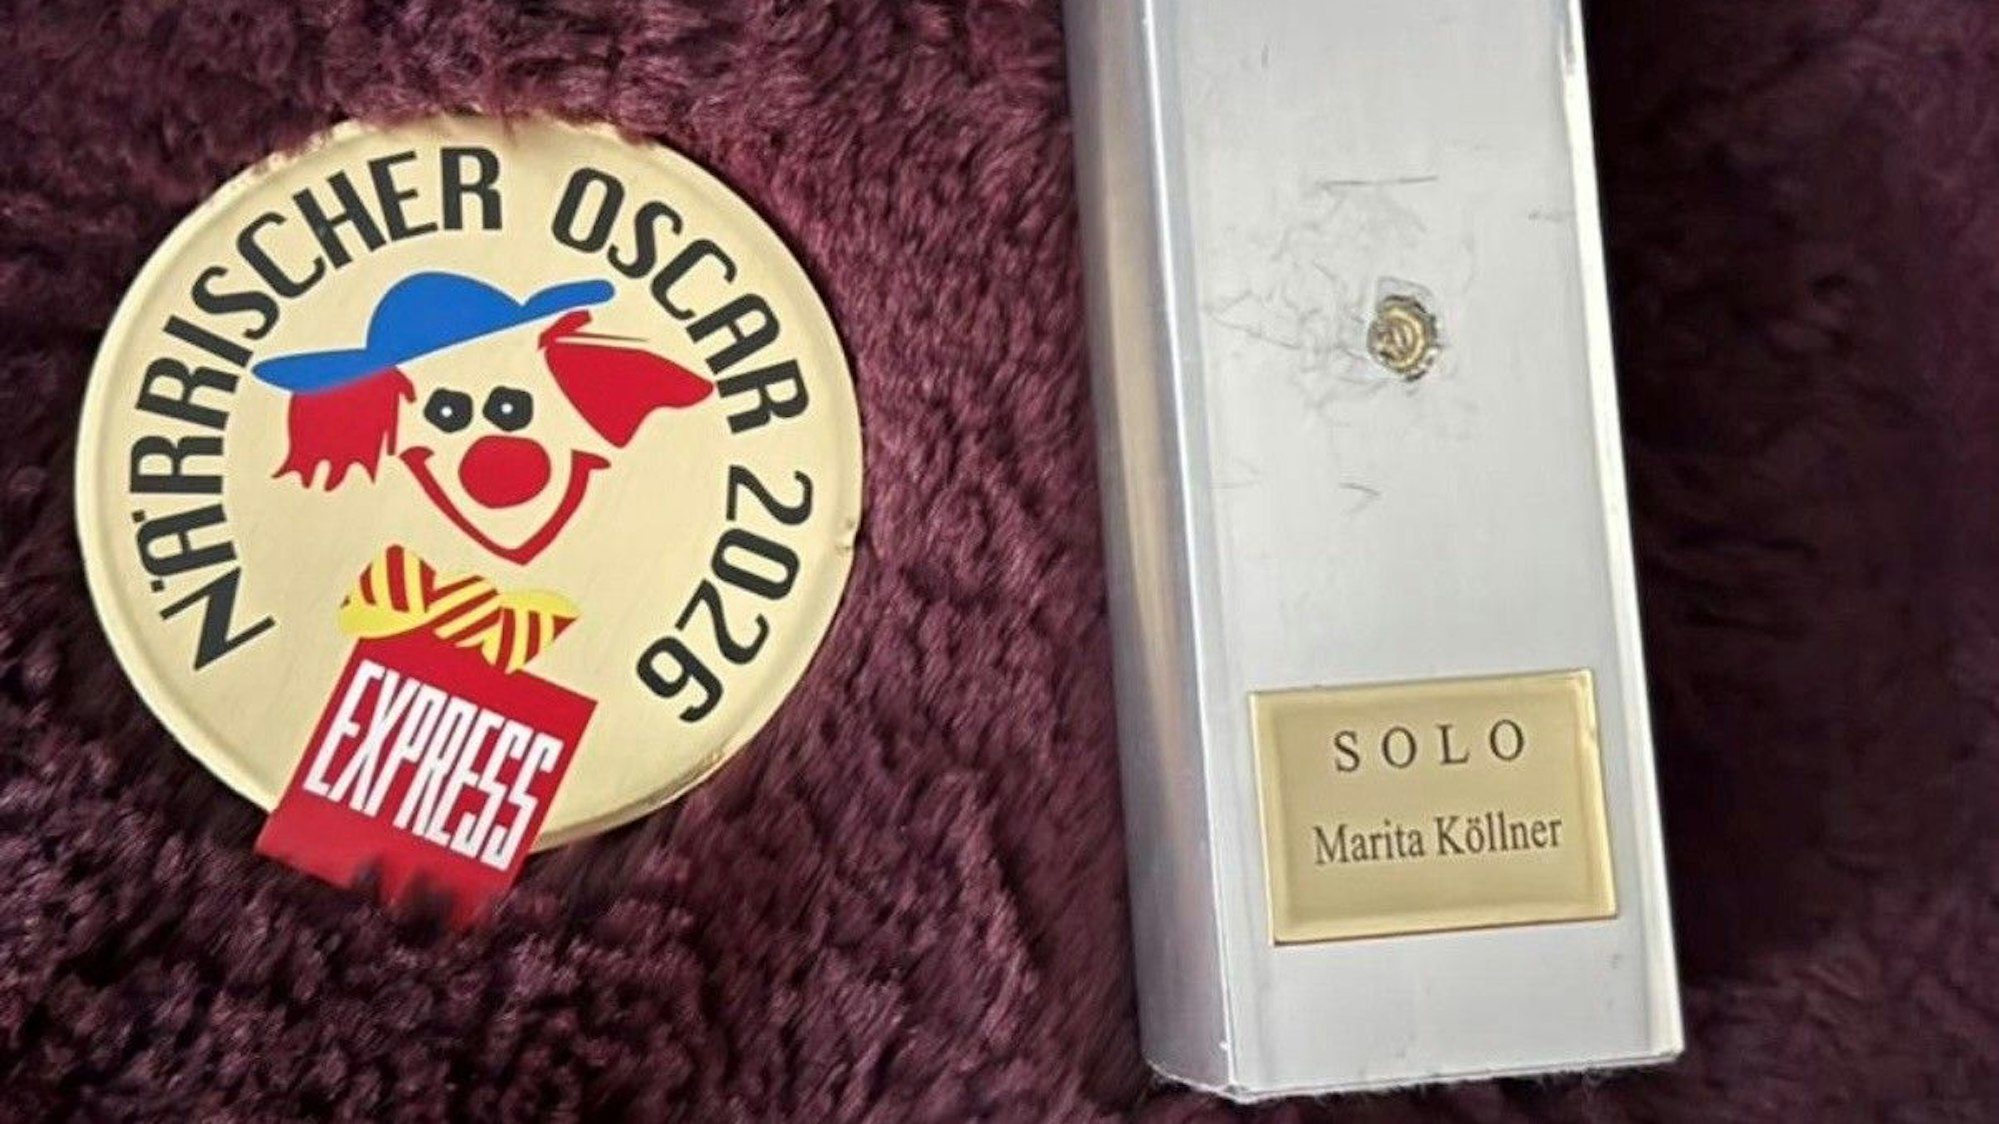 NÄRRISCHER OSCAR 2026
EXPRESS
SOLO
Marita Köllner